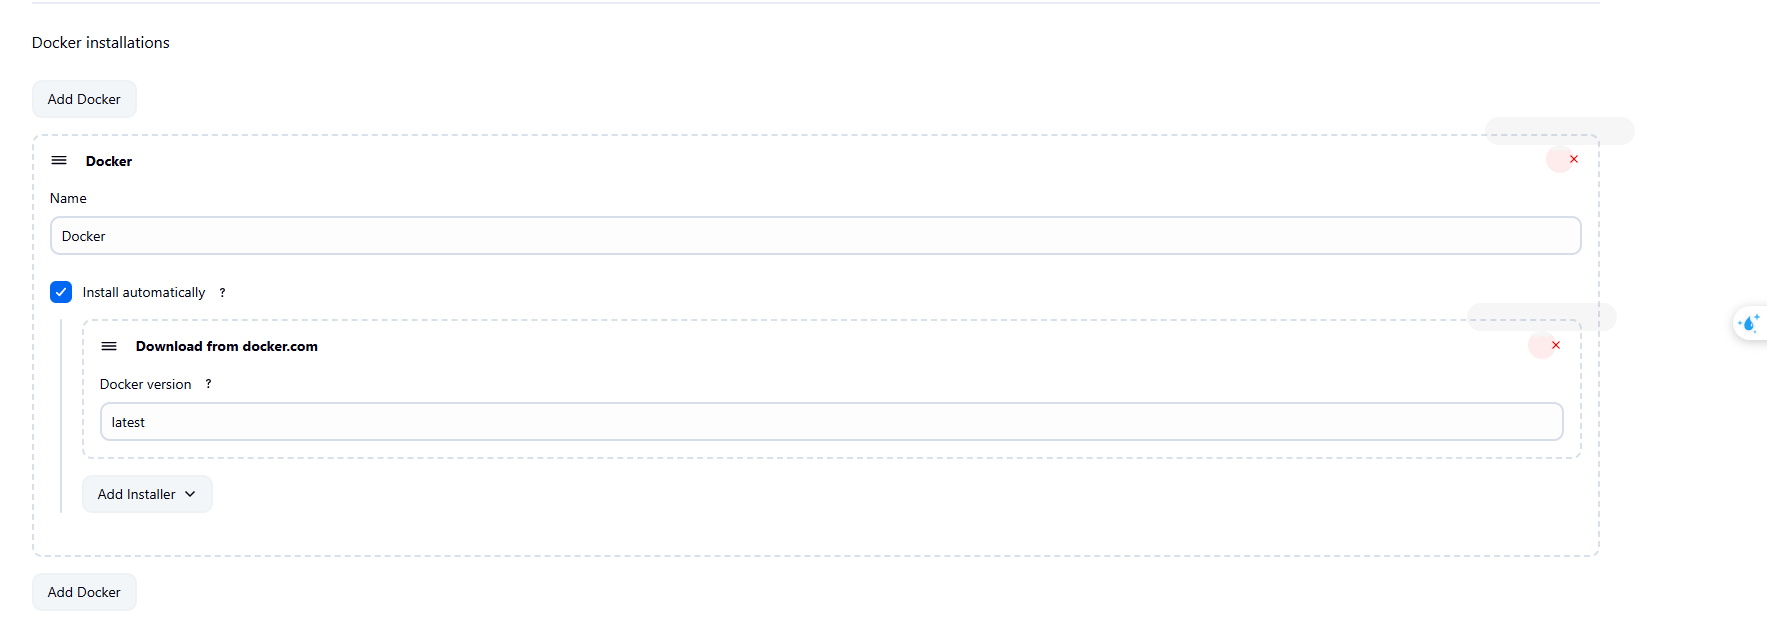 Docker installations
Add Docker
Docker
Name
Docker
Install automatically ?
Download from docker.com
Docker version ?
latest
Add Installer
Add Docker